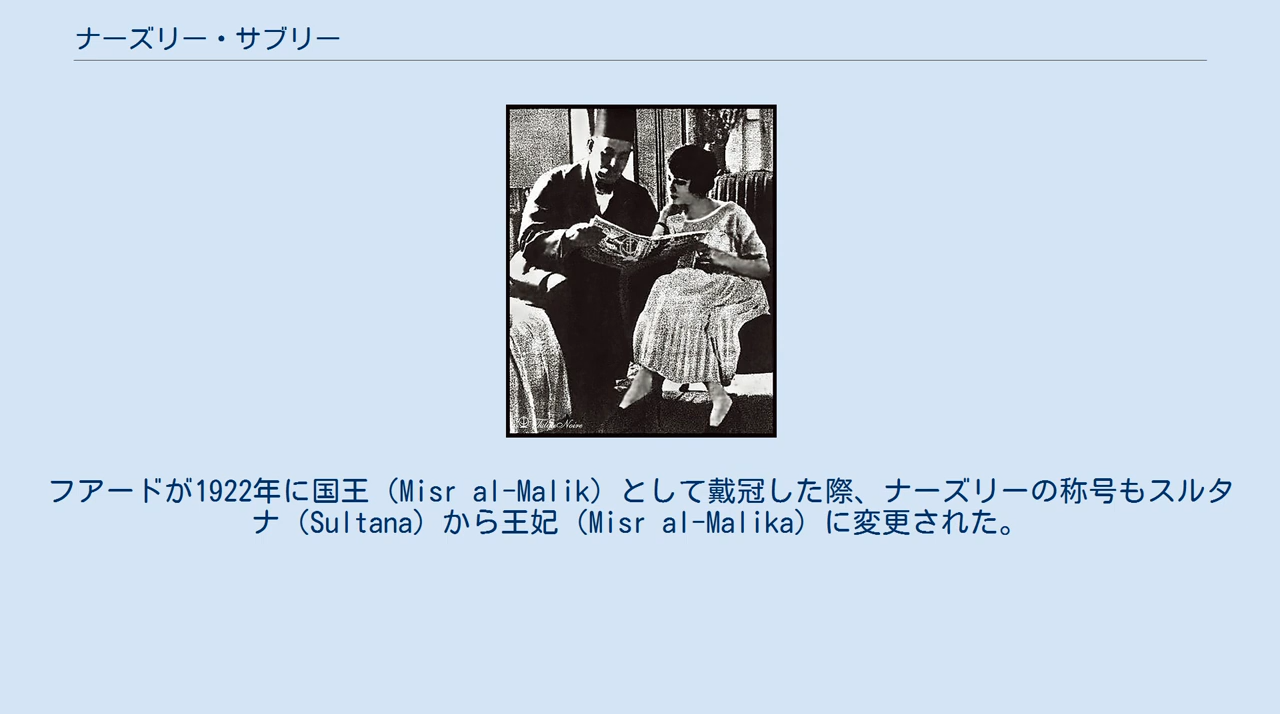 ナーズリー・サブリー
Tulipe Noire
フアードが1922年に国王（Misr al-Malik）として戴冠した際、ナーズリーの称号もスルタ
ナ（Sultana）から王妃（Misr al-Malika）に変更された。